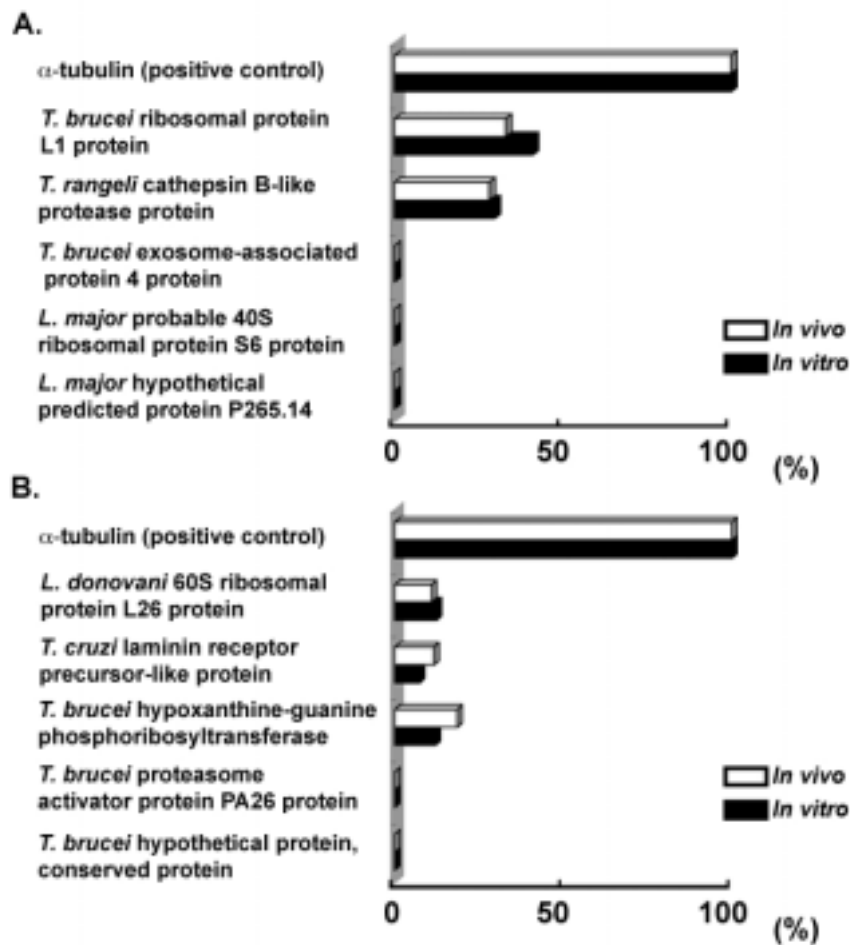 A.
α-tubulin (positive control)
T. brucei ribosomal protein
L1 protein
T. rangeli cathepsin B-like
protease protein
T. brucei exosome-associated
protein 4 protein
L. major probable 40S
ribosomal protein S6 protein
L. major hypothetical
predicted protein P265.14
In vivo
In vitro
0 50 100
(%)
B.
α-tubulin (positive control)
L. donovani 60S ribosomal
protein L26 protein
T. cruzi laminin receptor
precursor-like protein
T. brucei hypoxanthine-guanine
phosphoribosyltransferase
T. brucei proteasome
activator protein PA26 protein
T. brucei hypothetical protein,
conserved protein
In vivo
In vitro
0 50 100
(%)